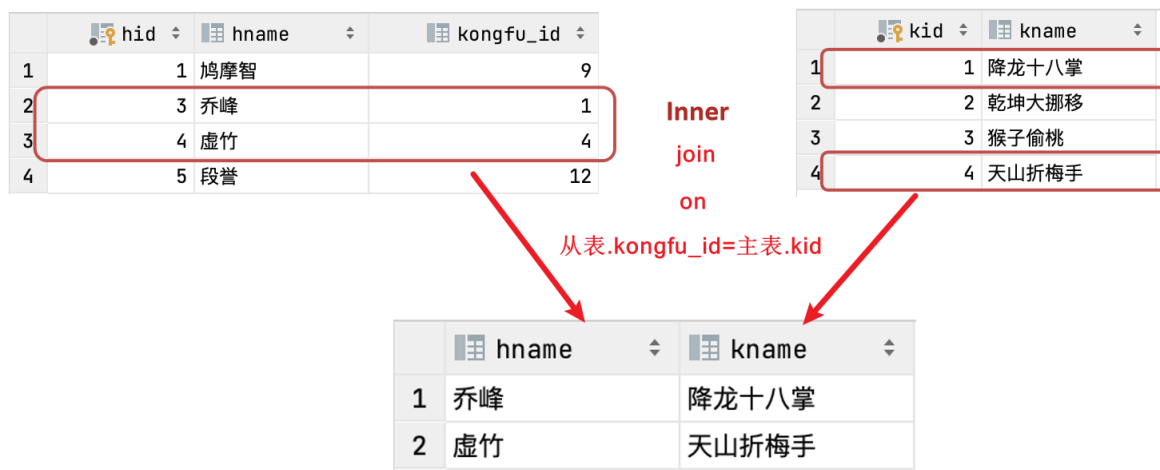 hid hname kongfu_id
1 1 鸠摩智 9
2 3 乔峰 1
3 4 虚竹 4
4 5 段誉 12
kid kname
1 1 降龙十八掌
2 2 乾坤大挪移
3 3 猴子偷桃
4 4 天山折梅手
Inner
join
on
从表.kongfu_id=主表.kid
hname kname
1 乔峰 降龙十八掌
2 虚竹 天山折梅手